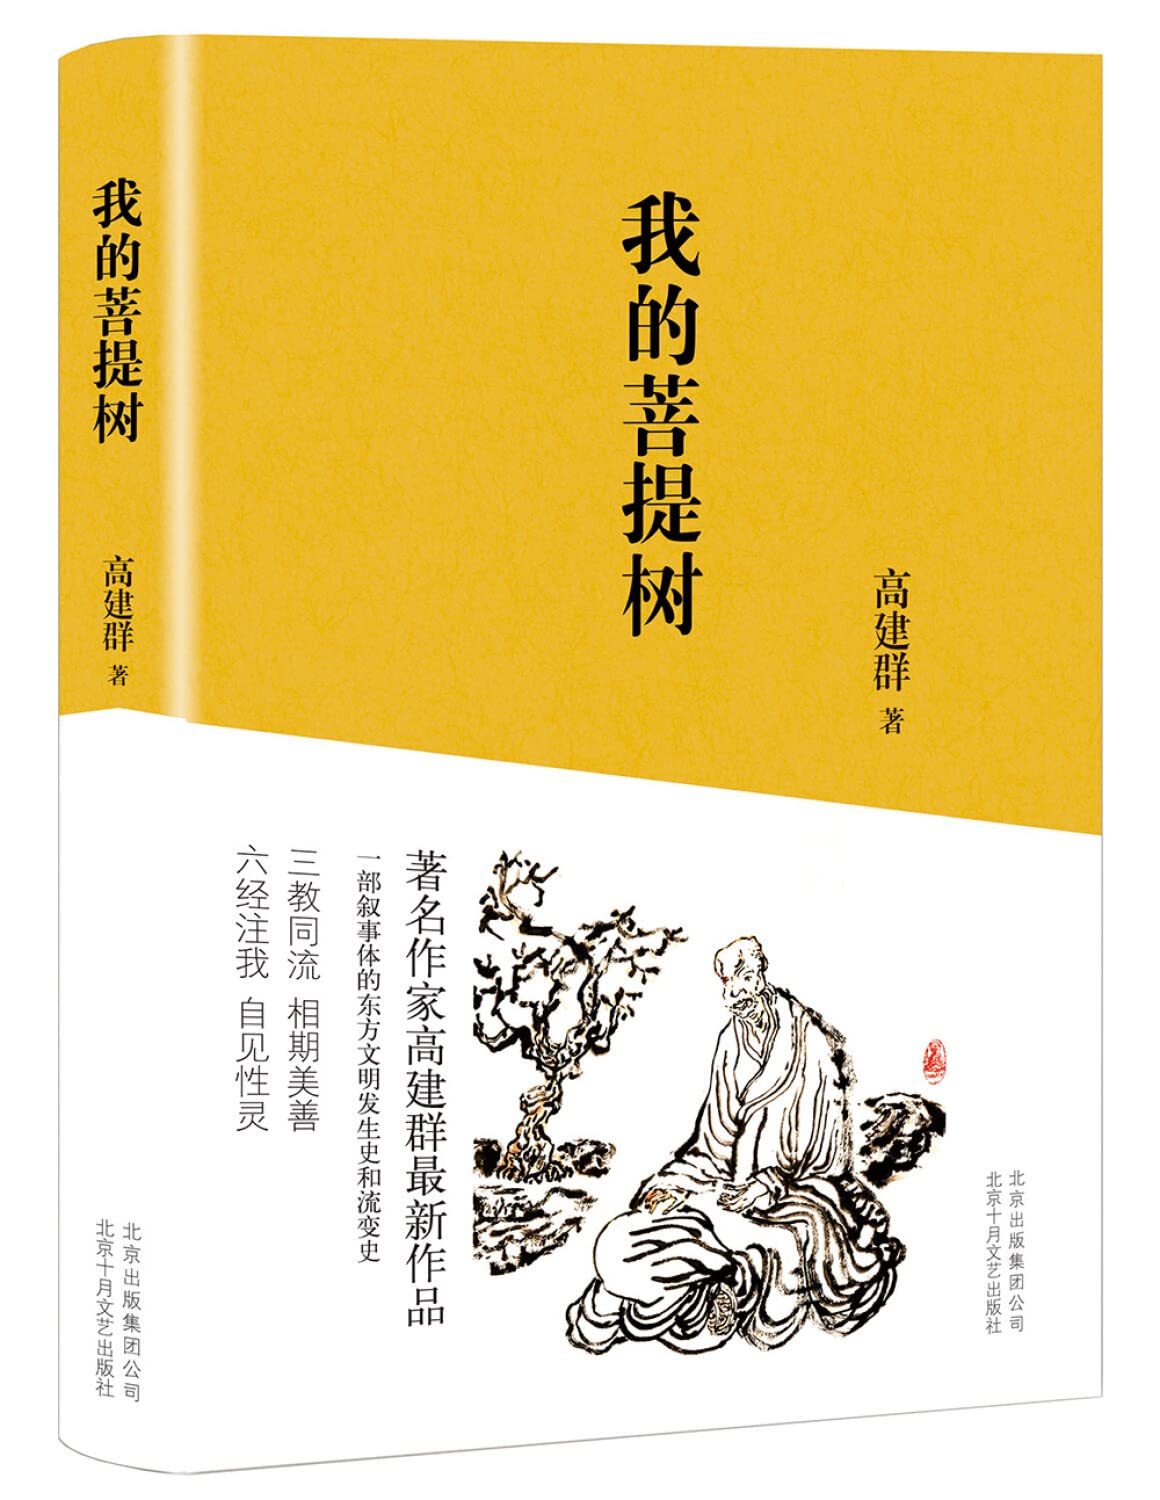 我的菩提树
高建群 著
北京出版集团公司
北京十月文艺出版社
我的菩提树
高建群 著
著名作家高建群最新作品
一部叙事体的东方文明发生史和流变史
三教同流 相期美善
六经注我 自见性灵
北京出版集团公司
北京十月文艺出版社